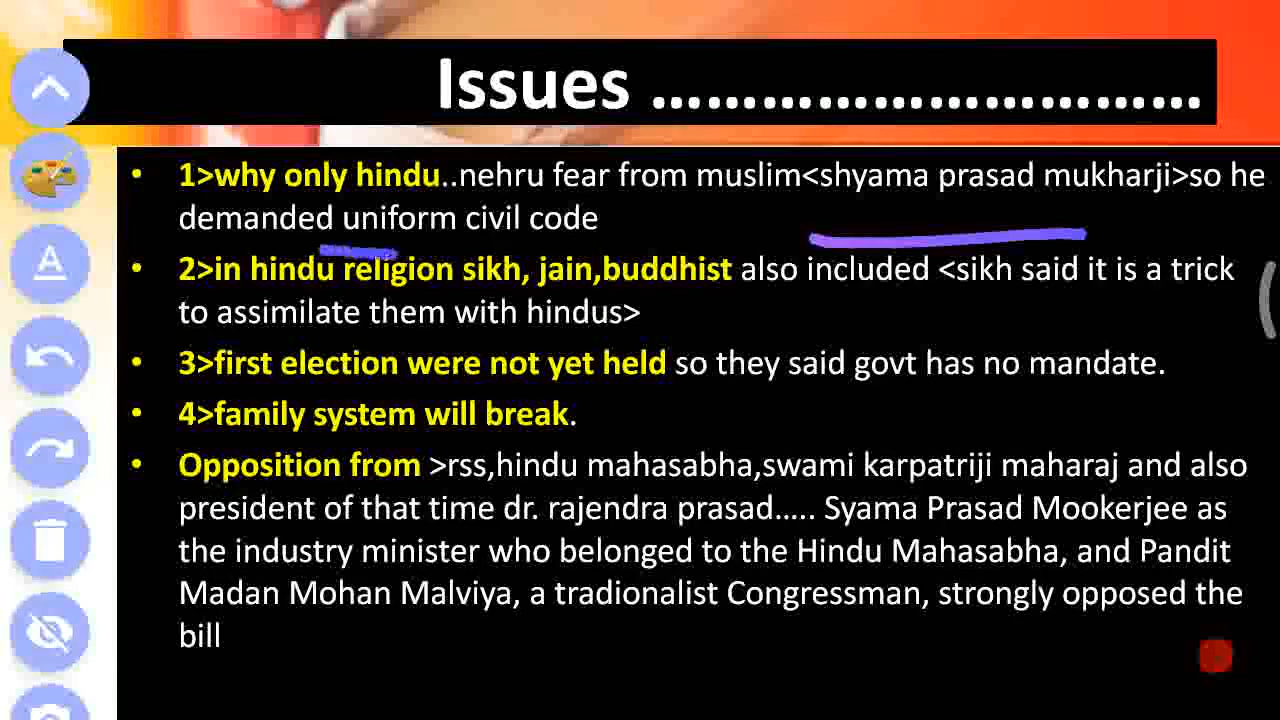 Issues ................................
• 1>why only hindu..nehru fear from muslim<shyama prasad mukharji>so he
demanded uniform civil code
• 2>in hindu religion sikh, jain,buddhist also included <sikh said it is a trick
to assimilate them with hindus>
• 3>first election were not yet held so they said govt has no mandate.
• 4>family system will break.
• Opposition from >rss,hindu mahasabha,swami karpatriji maharaj and also
president of that time dr. rajendra prasad..... Syama Prasad Mookerjee as
the industry minister who belonged to the Hindu Mahasabha, and Pandit
Madan Mohan Malviya, a tradionalist Congressman, strongly opposed the
bill